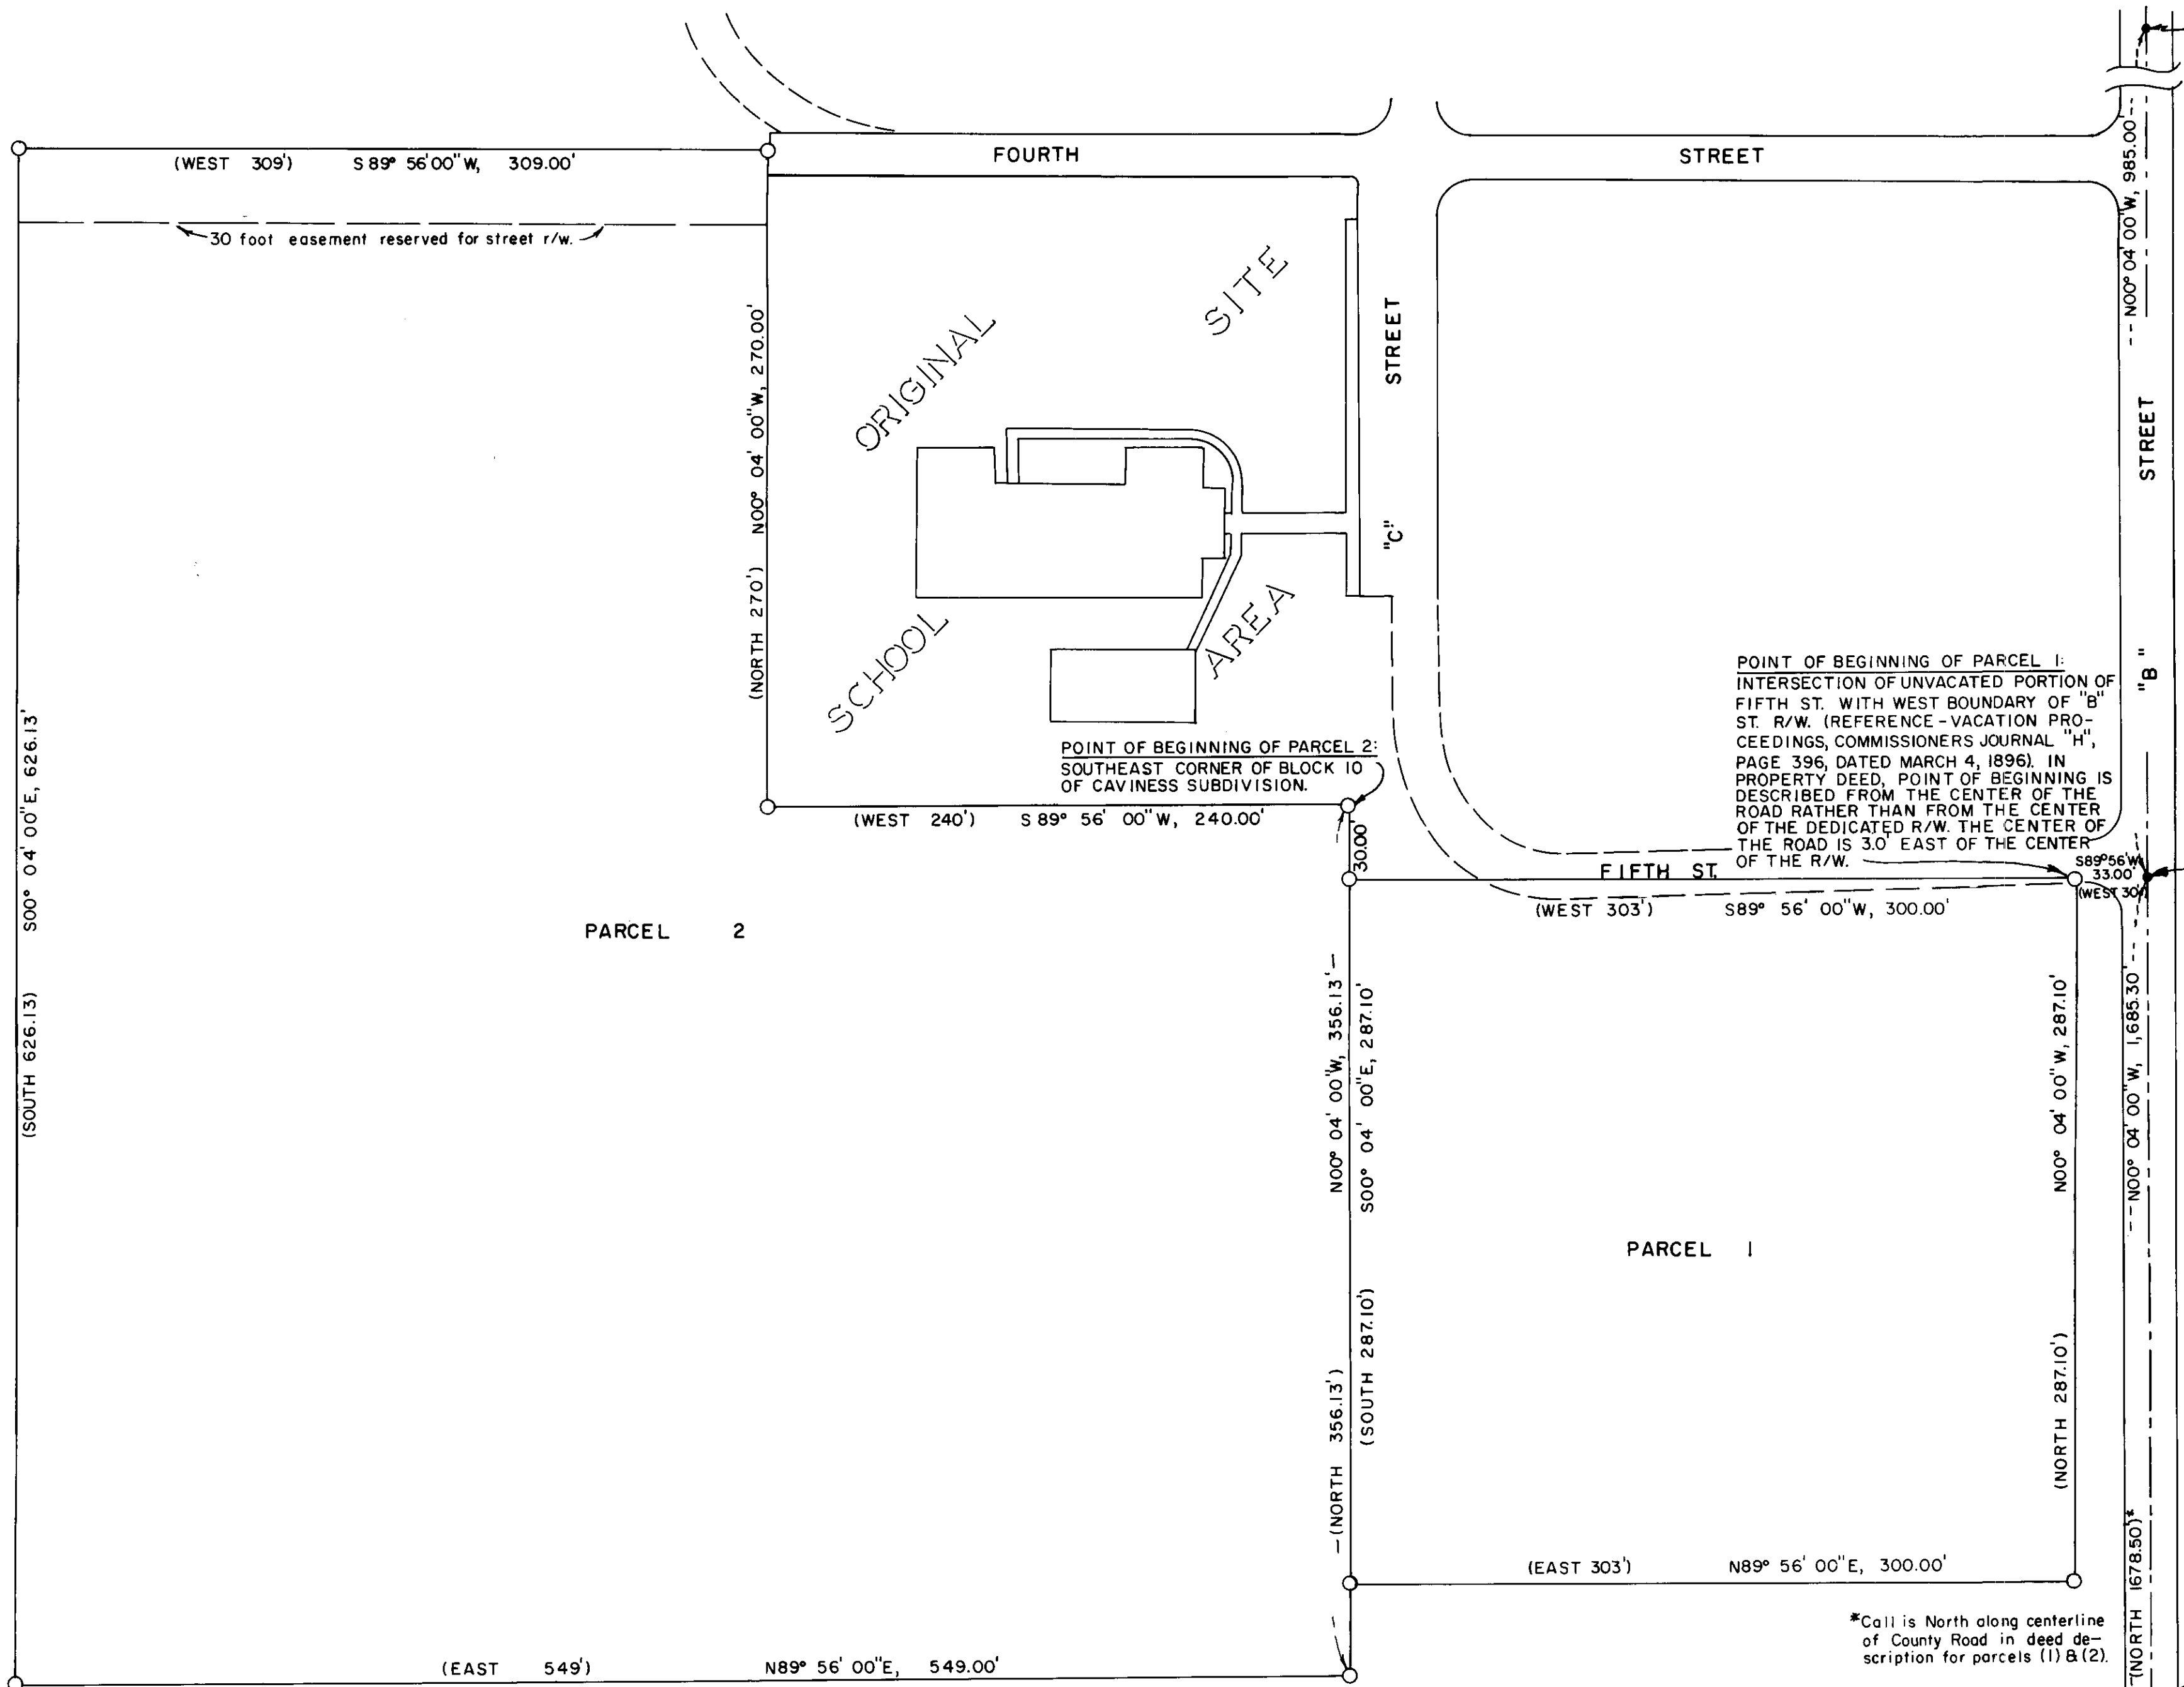 FOURTH STREET
(WEST 309') S 89° 56' 00" W, 309.00'
30 foot easement reserved for street r/w.
N00° 04' 00" W, 985.00'
ORIGINAL SITE
SCHOOL AREA
(NORTH 270') N00° 04' 00" W, 270.00'
"C" STREET
"B" STREET
POINT OF BEGINNING OF PARCEL 1:
INTERSECTION OF UNVACATED PORTION OF
FIFTH ST. WITH WEST BOUNDARY OF "B"
ST. R/W. (REFERENCE-VACATION PRO-
CEEDINGS, COMMISSIONERS JOURNAL "H",
PAGE 396, DATED MARCH 4, 1896). IN
PROPERTY DEED, POINT OF BEGINNING IS
DESCRIBED FROM THE CENTER OF THE
ROAD RATHER THAN FROM THE CENTER
OF THE DEDICATED R/W. THE CENTER OF
THE ROAD IS 3.0' EAST OF THE CENTER
OF THE R/W.
POINT OF BEGINNING OF PARCEL 2:
SOUTHEAST CORNER OF BLOCK 10
OF CAVINESS SUBDIVISION.
(WEST 240') S 89° 56' 00" W, 240.00'
30.00'
FIFTH ST.
S89° 56' W
33.00'
(WEST 30')
(WEST 303') S89° 56' 00" W, 300.00'
(SOUTH 626.13) S00° 04' 00" E, 626.13'
PARCEL 2
(NORTH 356.13') N00° 04' 00" W, 356.13'
(SOUTH 287.10') S00° 04' 00" E, 287.10'
PARCEL 1
(NORTH 287.10') N00° 04' 00" W, 287.10'
(NORTH 1678.50')* N00° 04' 00" W, 1,685.30'
(EAST 303') N89° 56' 00" E, 300.00'
*Call is North along centerline
of County Road in deed de-
scription for parcels (1) & (2).
(EAST 549') N89° 56' 00" E, 549.00'